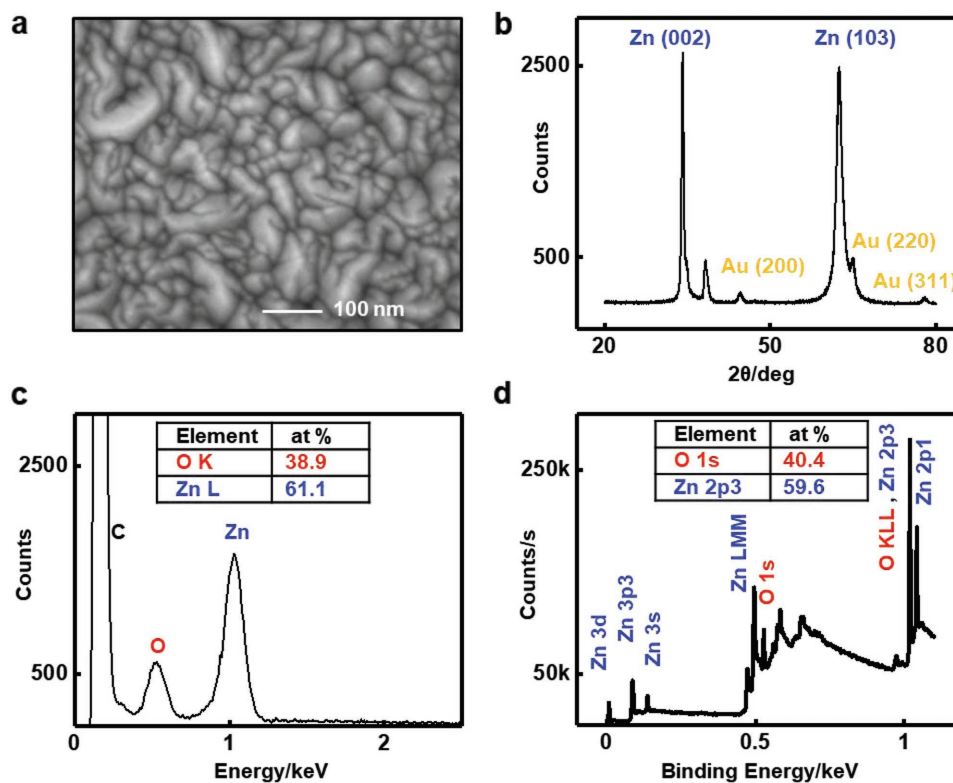 a
100 nm
b
Zn (002)
Zn (103)
2500
500
Au (200)
Au (220)
Au (311)
Counts
20
50
80
2θ/deg
c
Element at %
O K 38.9
Zn L 61.1
2500
500
C
O
Zn
Counts
0
1
2
Energy/keV
d
Element at %
O 1s 40.4
Zn 2p3 59.6
250k
50k
Zn 3d
Zn 3p3
Zn 3s
Zn LMM
O 1s
O KLL , Zn 2p3
Zn 2p1
Counts/s
0
0.5
1
Binding Energy/keV